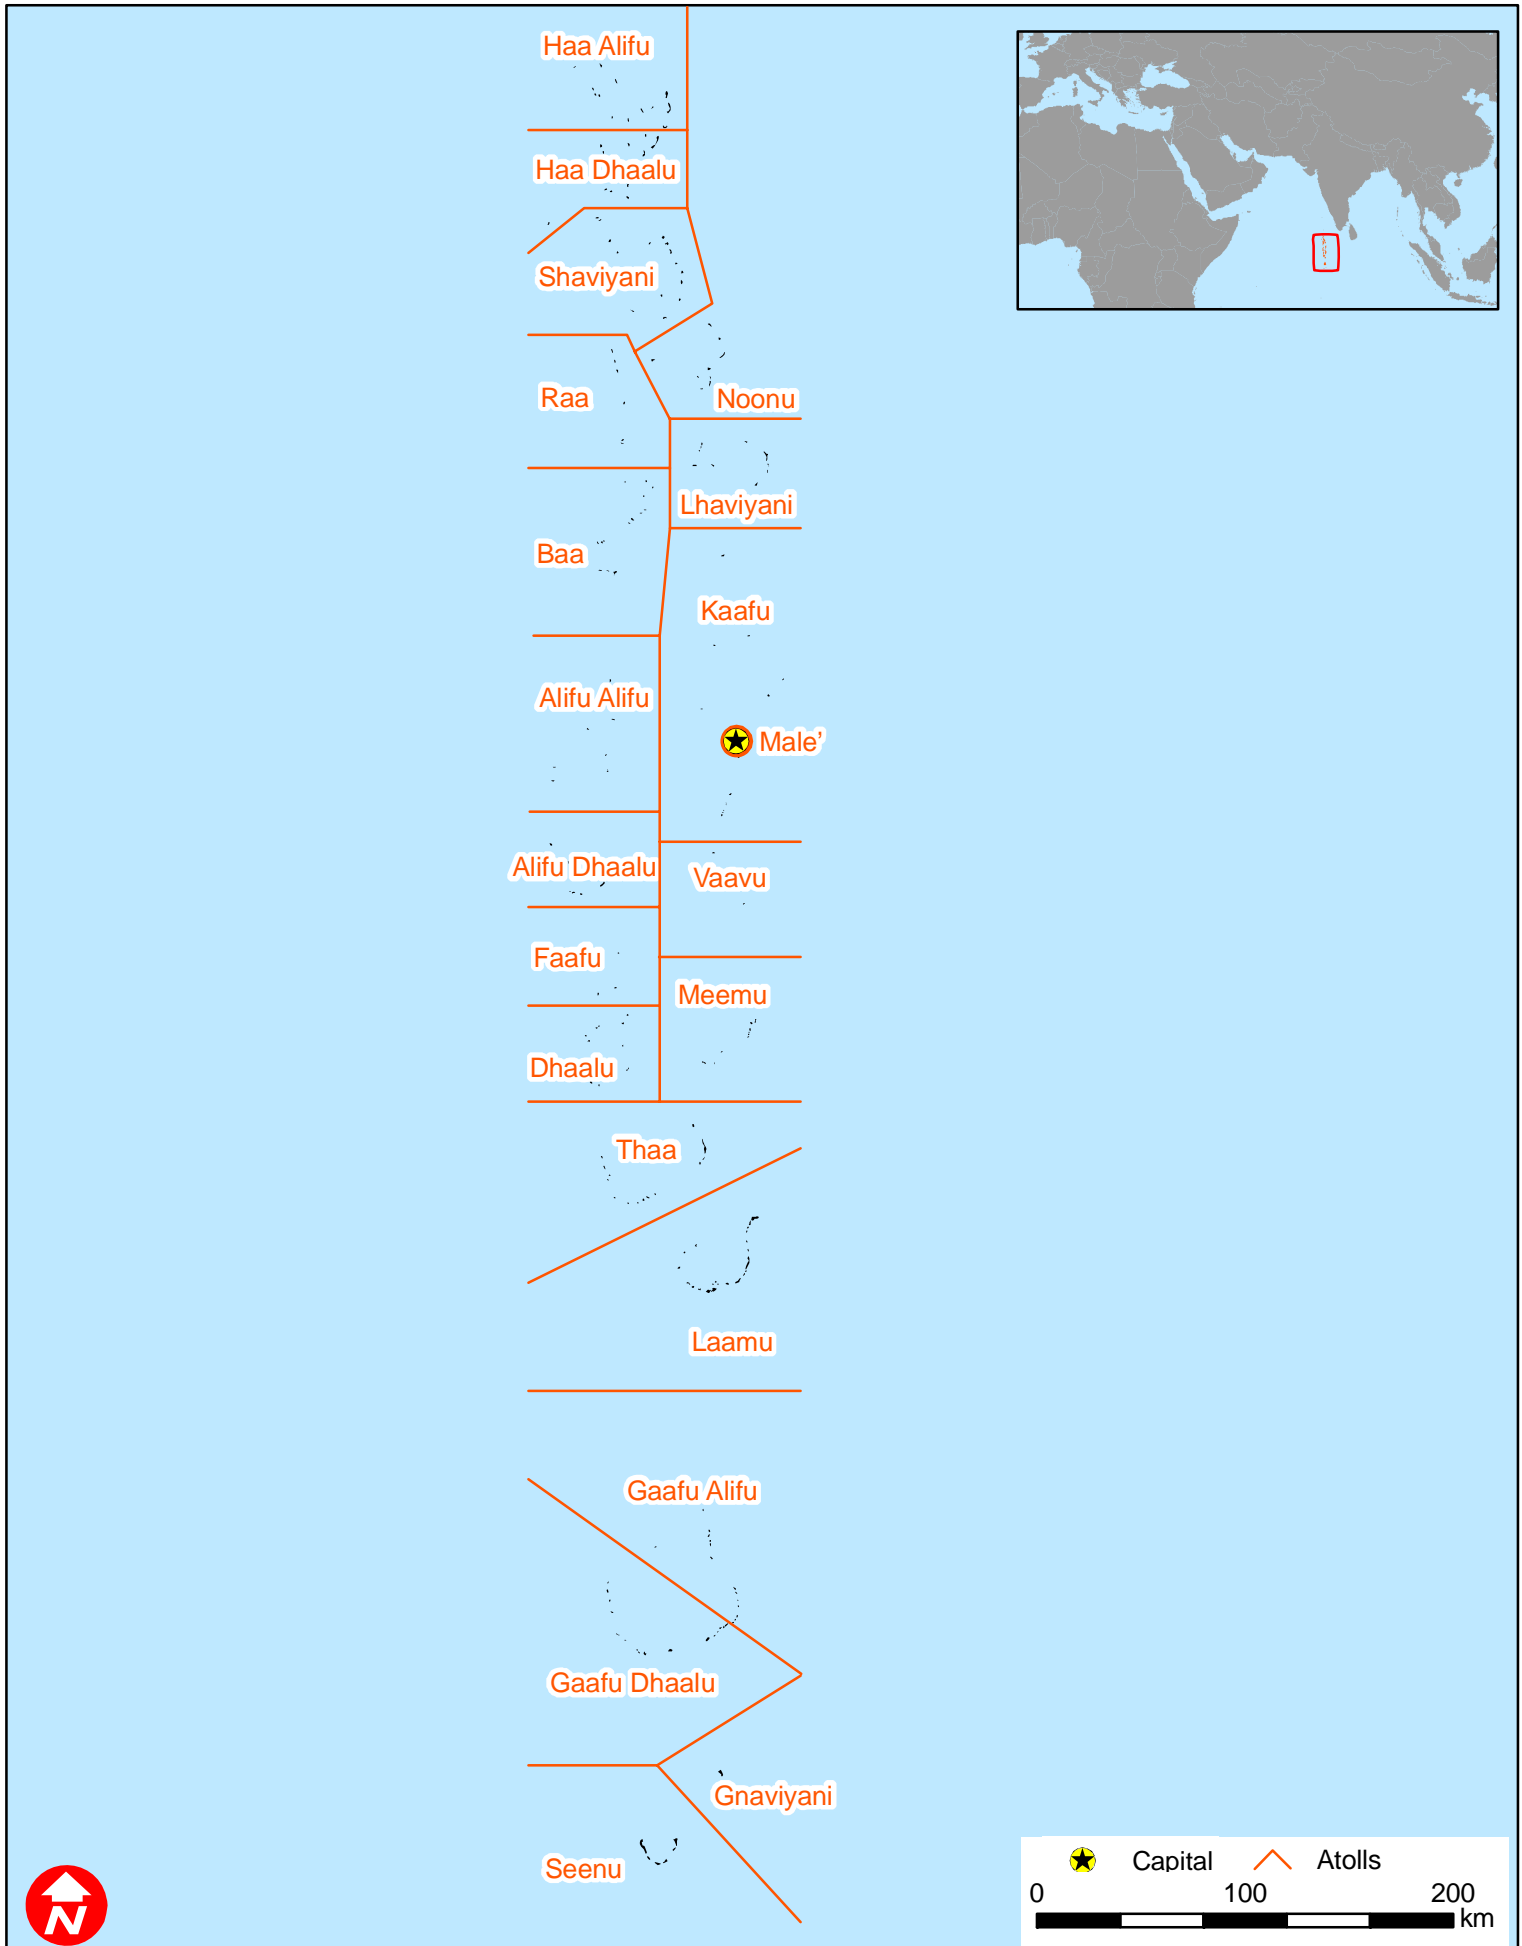 Haa Alifu
Haa Dhaalu
Shaviyani
Raa
Noonu
Lhaviyani
Baa
Kaafu
Alifu Alifu
Male’
Alifu Dhaalu
Vaavu
Faafu
Meemu
Dhaalu
Thaa
Laamu
Gaafu Alifu
Gaafu Dhaalu
Gnaviyani
Seenu
N
Capital
Atolls
0 100 200
km